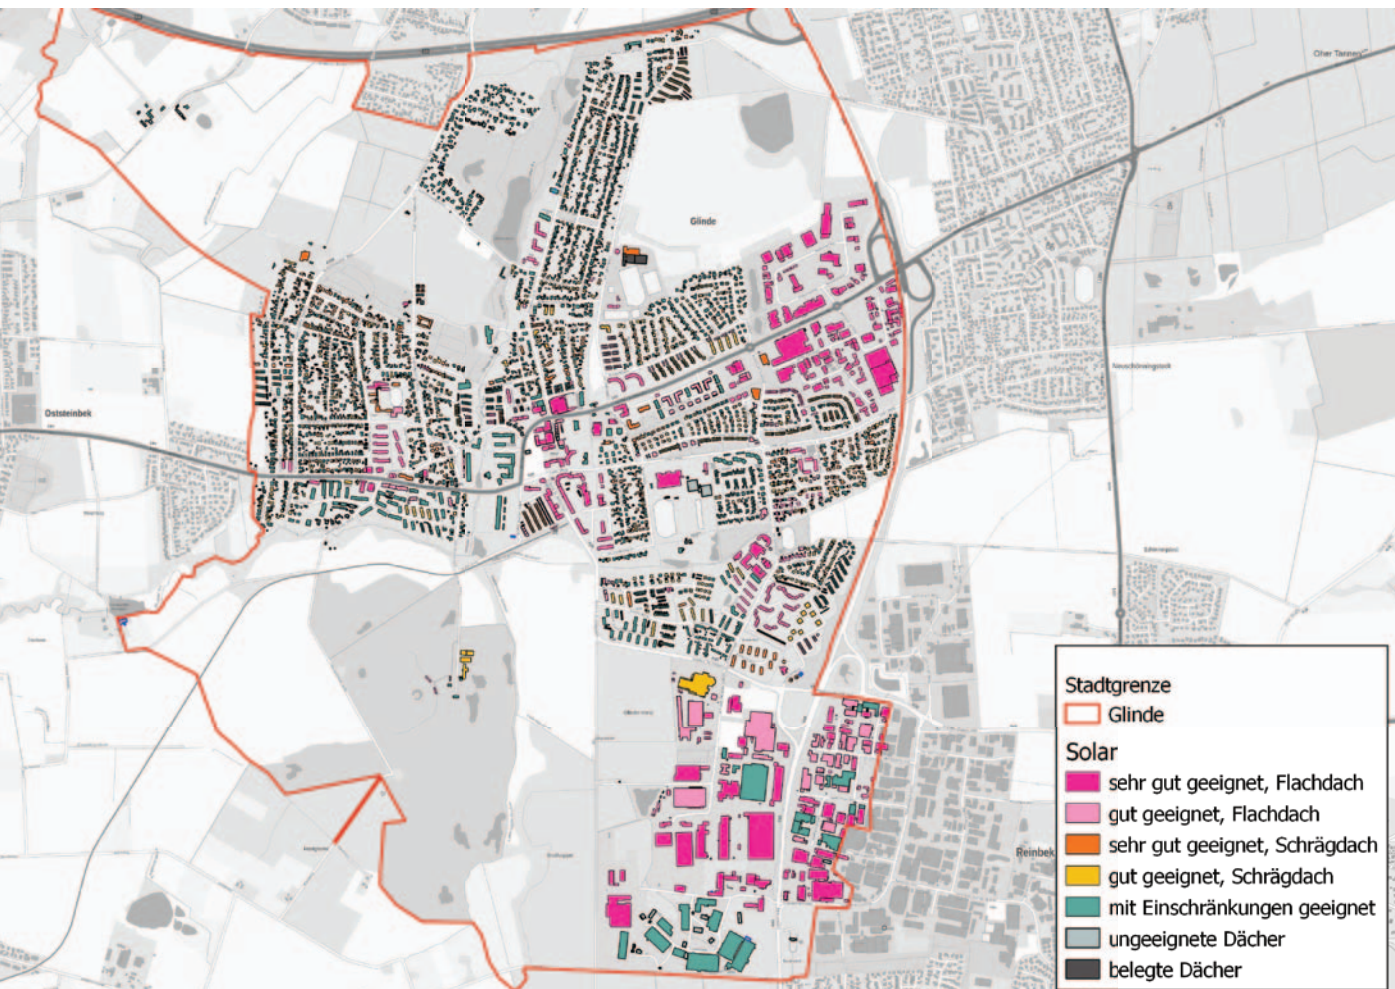 Oher Tannen
Glinde
Neuschöningstedt
Oststeinbek
Reinbek
Stadtgrenze
Glinde
Solar
sehr gut geeignet, Flachdach
gut geeignet, Flachdach
sehr gut geeignet, Schrägdach
gut geeignet, Schrägdach
mit Einschränkungen geeignet
ungeeignete Dächer
belegte Dächer